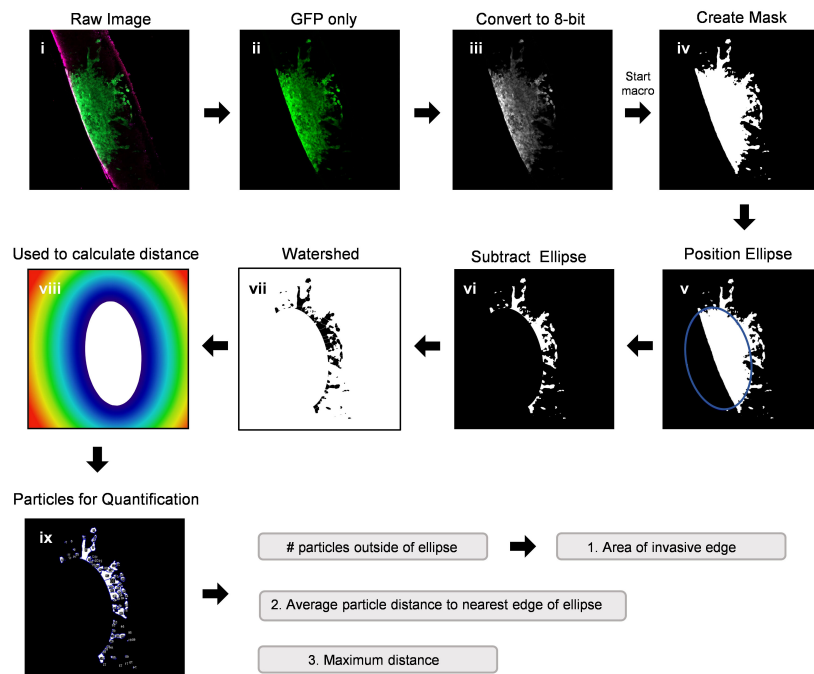 Raw Image
GFP only
Convert to 8-bit
Create Mask
i
ii
iii
Start
macro
iv
Used to calculate distance
Watershed
Subtract Ellipse
Position Ellipse
viii
vii
vi
v
Particles for Quantification
ix
# particles outside of ellipse
1. Area of invasive edge
2. Average particle distance to nearest edge of ellipse
3. Maximum distance